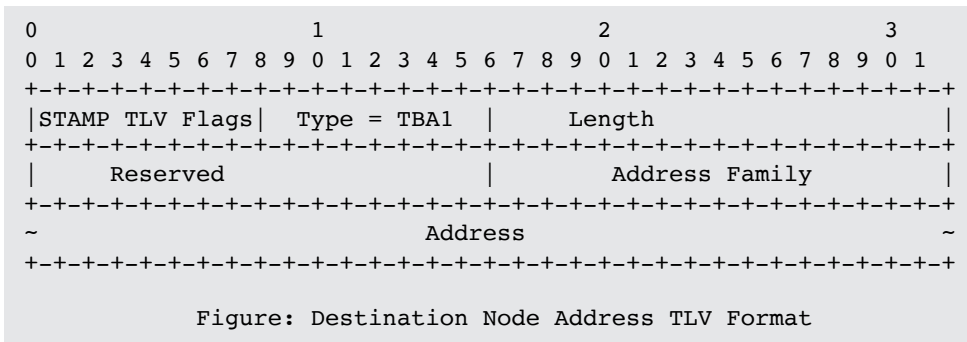 0                   1                   2                   3
0 1 2 3 4 5 6 7 8 9 0 1 2 3 4 5 6 7 8 9 0 1 2 3 4 5 6 7 8 9 0 1
+-+-+-+-+-+-+-+-+-+-+-+-+-+-+-+-+-+-+-+-+-+-+-+-+-+-+-+-+-+-+-+-+
|STAMP TLV Flags|  Type = TBA1  |     Length                    |
+-+-+-+-+-+-+-+-+-+-+-+-+-+-+-+-+-+-+-+-+-+-+-+-+-+-+-+-+-+-+-+-+
|     Reserved                  |        Address Family         |
+-+-+-+-+-+-+-+-+-+-+-+-+-+-+-+-+-+-+-+-+-+-+-+-+-+-+-+-+-+-+-+-+
~                           Address                             ~
+-+-+-+-+-+-+-+-+-+-+-+-+-+-+-+-+-+-+-+-+-+-+-+-+-+-+-+-+-+-+-+-+
Figure: Destination Node Address TLV Format